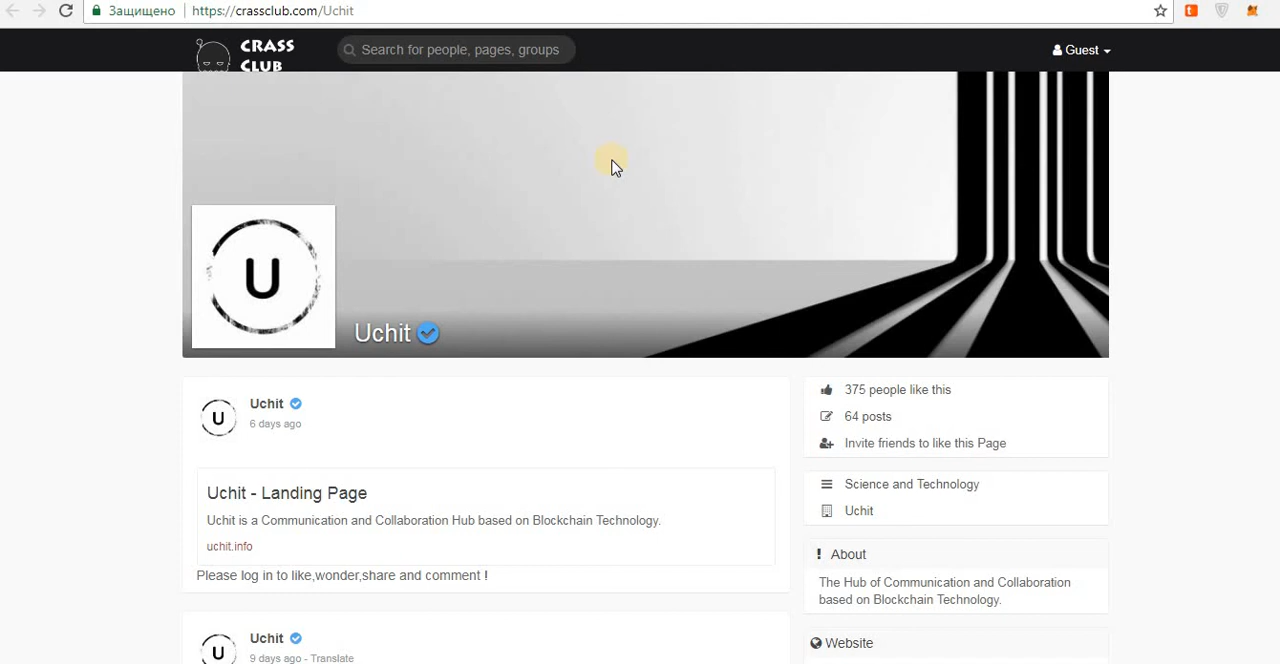 Защищено https://crassclub.com/Uchit
CRASS
CLUB
Search for people, pages, groups
Guest
U
Uchit
U
Uchit
6 days ago
Uchit - Landing Page
Uchit is a Communication and Collaboration Hub based on Blockchain Technology.
uchit.info
Please log in to like,wonder,share and comment !
U
Uchit
9 days ago - Translate
375 people like this
64 posts
Invite friends to like this Page
Science and Technology
Uchit
About
The Hub of Communication and Collaboration
based on Blockchain Technology.
Website